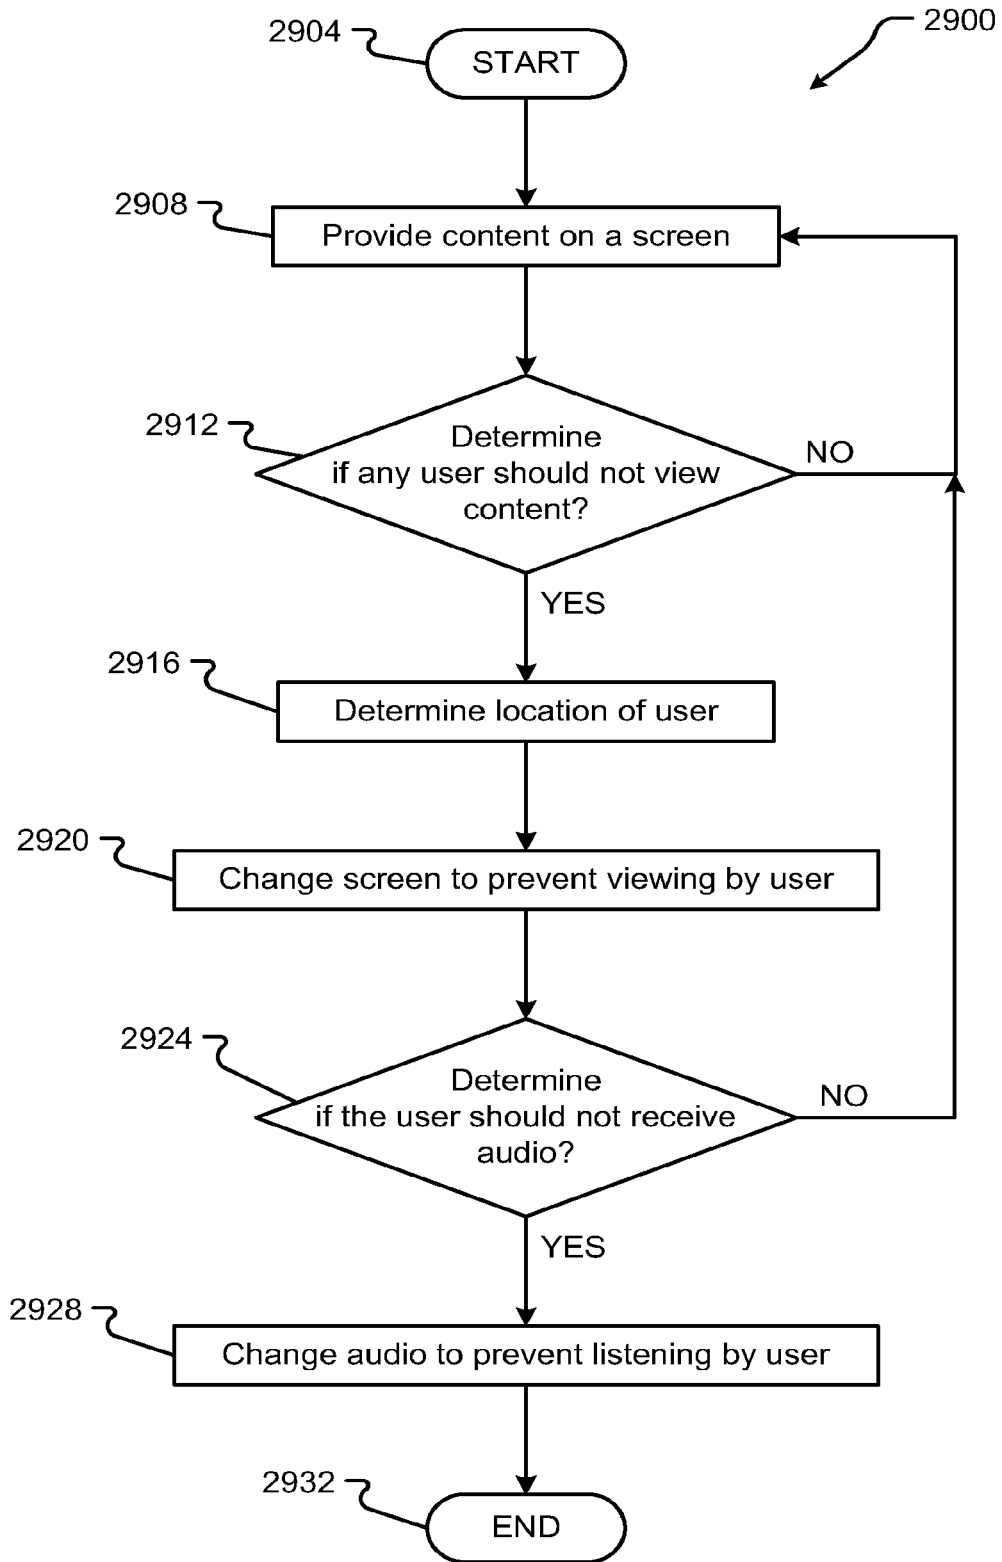 2900
2904
START
2908
Provide content on a screen
2912
Determine
if any user should not view
content?
NO
YES
2916
Determine location of user
2920
Change screen to prevent viewing by user
2924
Determine
if the user should not receive
audio?
NO
YES
2928
Change audio to prevent listening by user
2932
END